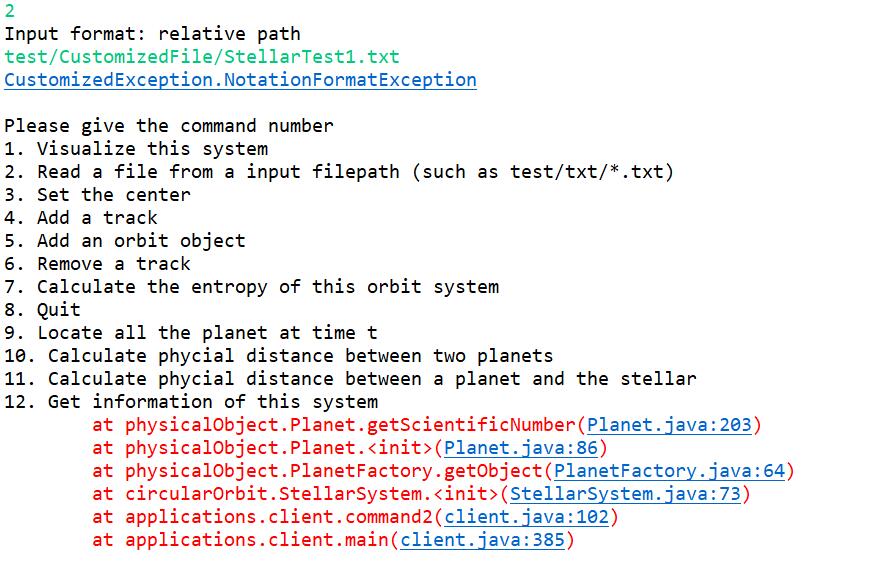 2
Input format: relative path
test/CustomizedFile/StellarTest1.txt
CustomizedException.NotationFormatException
Please give the command number
1. Visualize this system
2. Read a file from a input filepath (such as test/txt/*.txt)
3. Set the center
4. Add a track
5. Add an orbit object
6. Remove a track
7. Calculate the entropy of this orbit system
8. Quit
9. Locate all the planet at time t
10. Calculate phycial distance between two planets
11. Calculate phycial distance between a planet and the stellar
12. Get information of this system
at physicalObject.Planet.getScientificNumber(Planet.java:203)
at physicalObject.Planet.<init>(Planet.java:86)
at physicalObject.PlanetFactory.getObject(PlanetFactory.java:64)
at circularOrbit.StellarSystem.<init>(StellarSystem.java:73)
at applications.client.command2(client.java:102)
at applications.client.main(client.java:385)